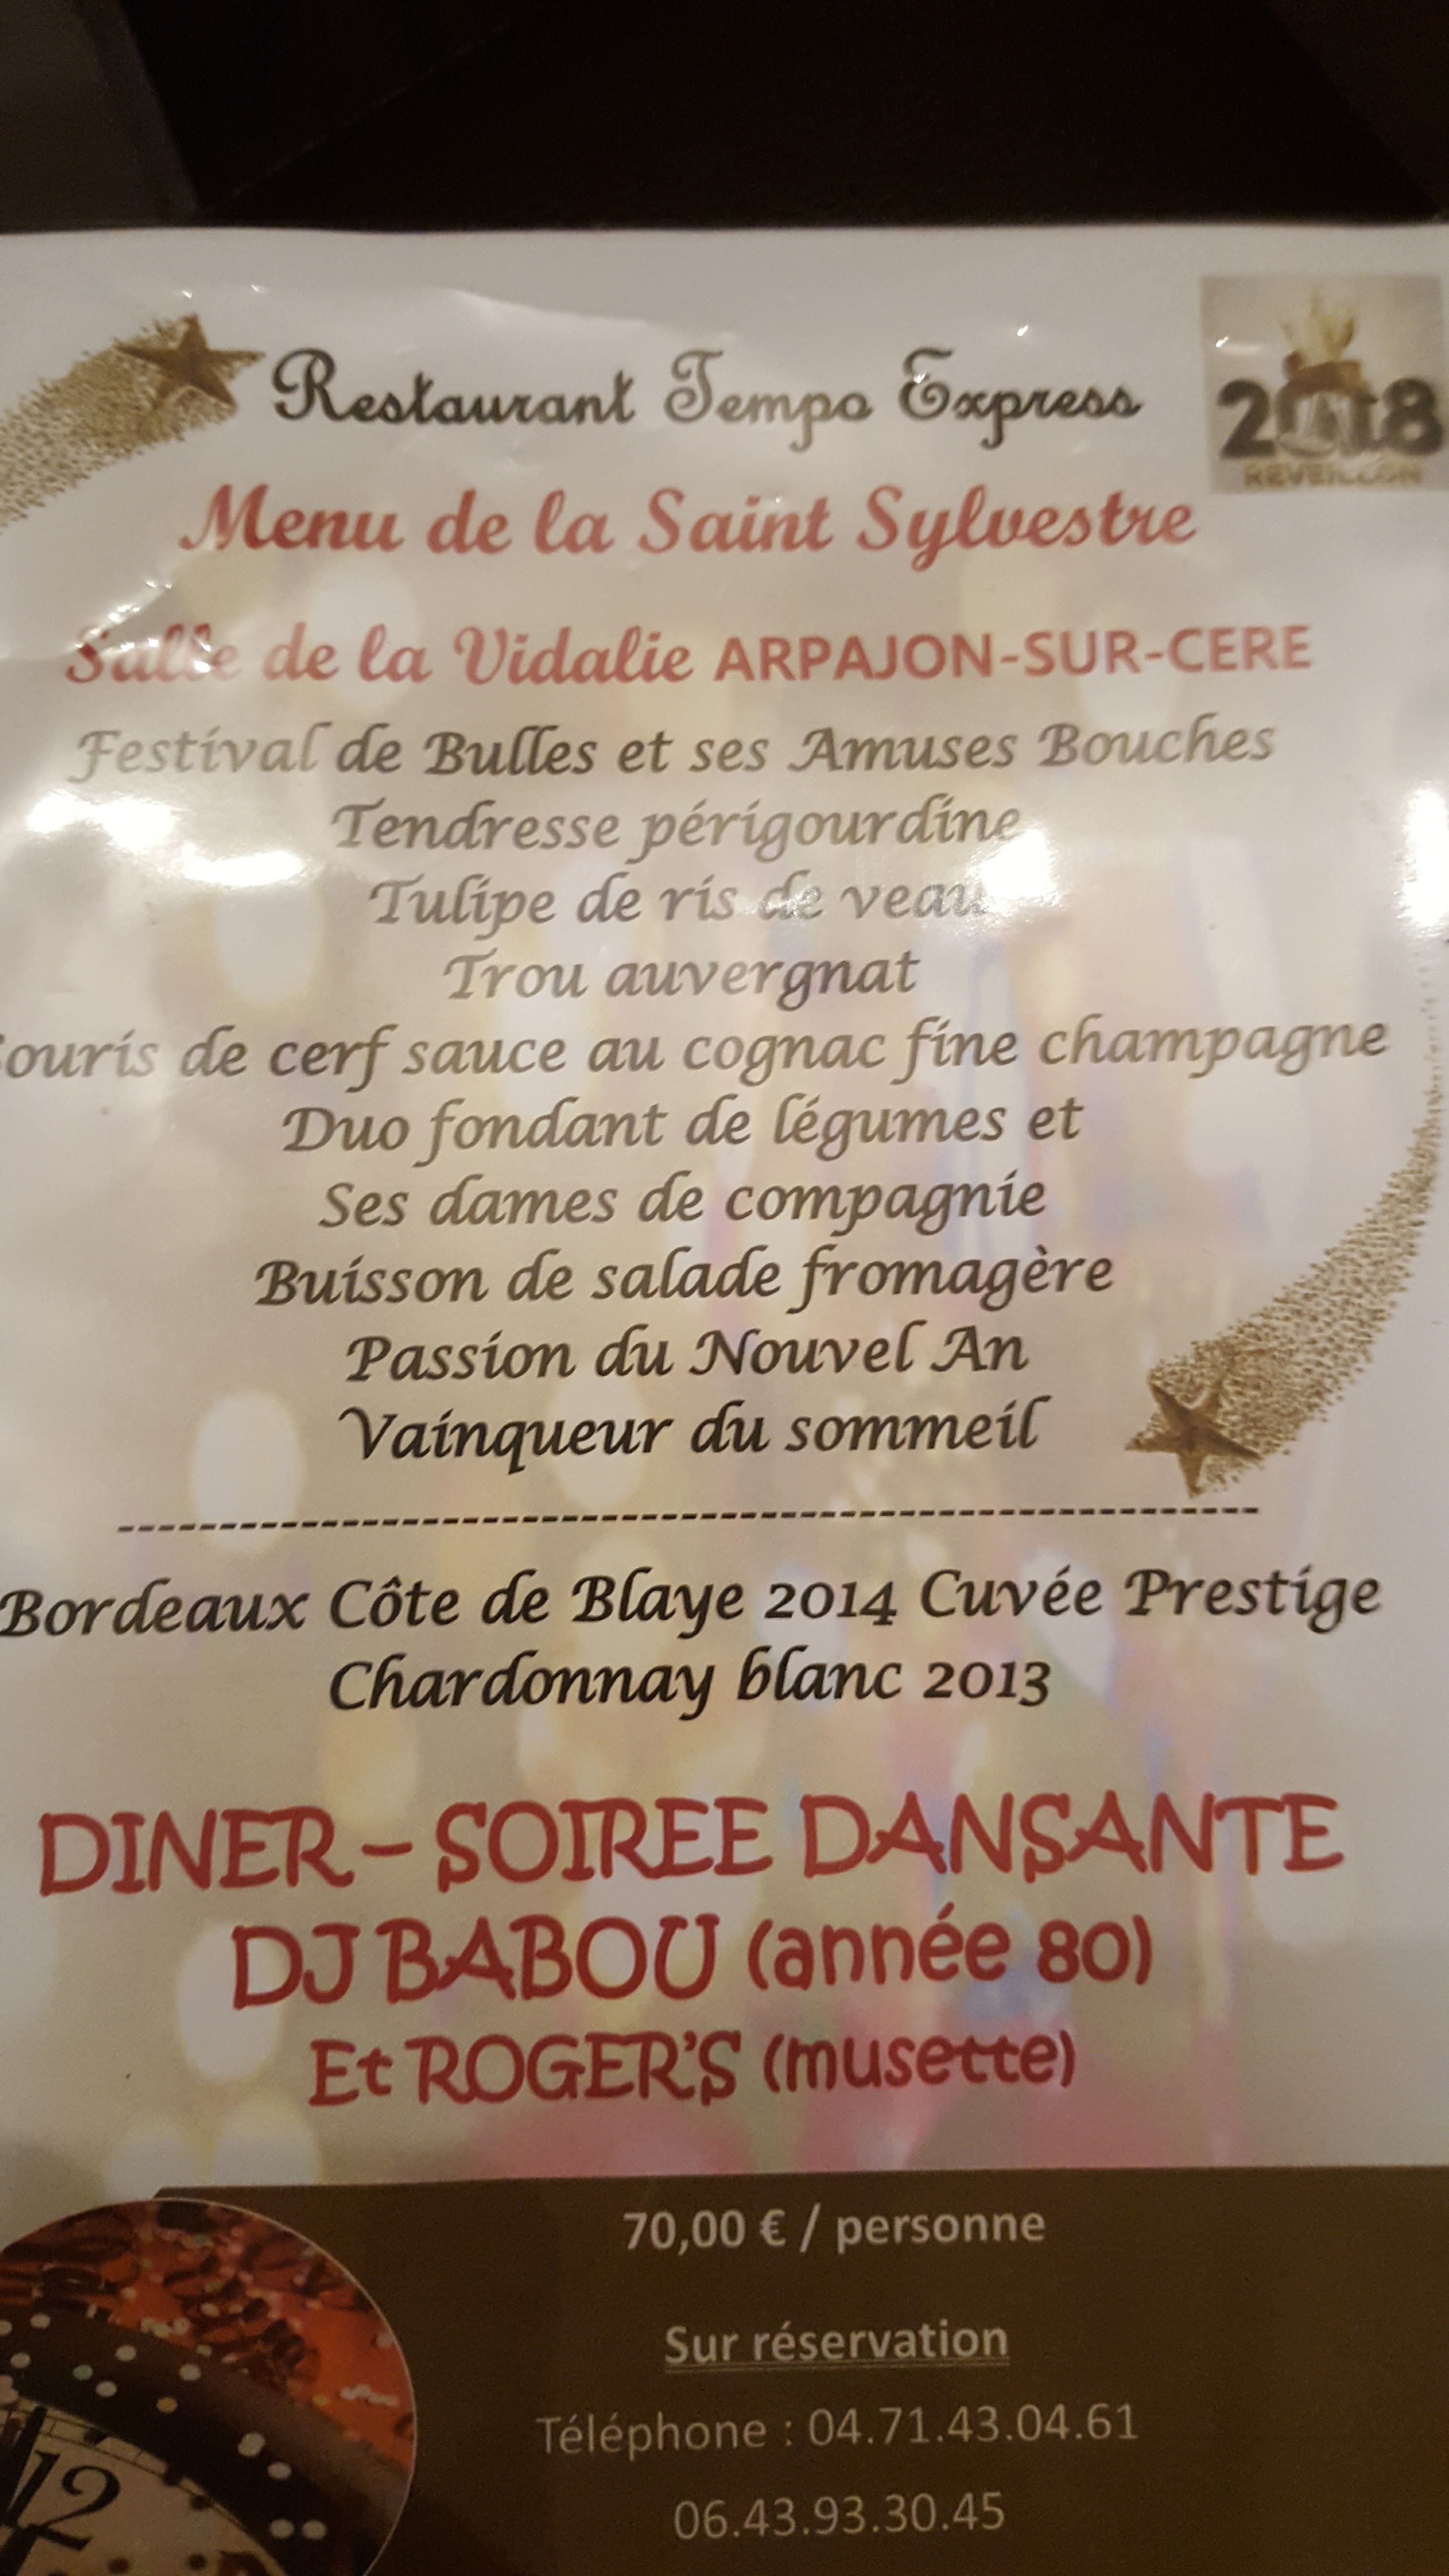 Restaurant Tempo Express
2018
REVEILLON
Menu de la Saint Sylvestre
Salle de la Vidalie ARPAJON-SUR-CERE
Festival de Bulles et ses Amuses Bouches
Tendresse périgourdine
Tulipe de ris de veau
Trou auvergnat
Souris de cerf sauce au cognac fine champagne
Duo fondant de légumes et
Ses dames de compagnie
Buisson de salade fromagère
Passion du Nouvel An
Vainqueur du sommeil
Bordeaux Côte de Blaye 2014 Cuvée Prestige
Chardonnay blanc 2013
DINER – SOIREE DANSANTE
DJ BABOU (année 80)
Et ROGER'S (musette)
70,00 € / personne
Sur réservation
Téléphone : 04.71.43.04.61
06.43.93.30.45
12